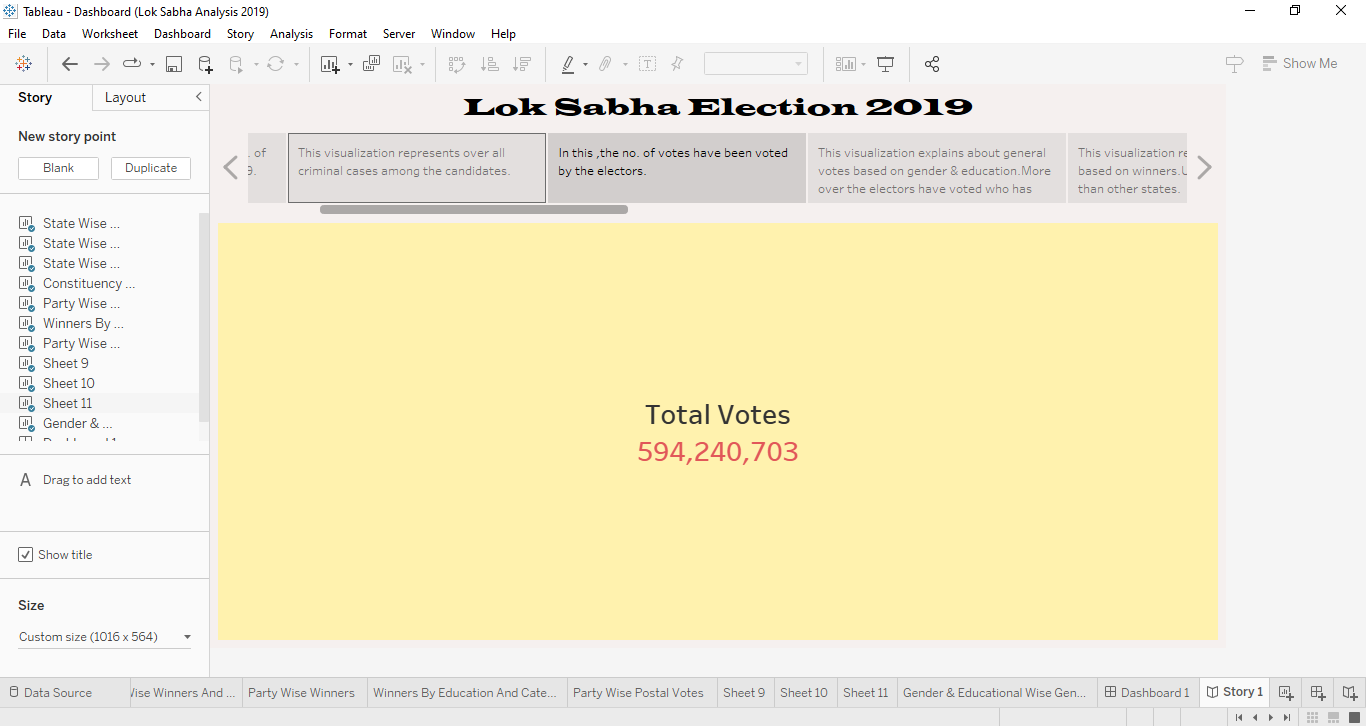 Tableau - Dashboard (Lok Sabha Analysis 2019)
File Data Worksheet Dashboard Story Analysis Format Server Window Help
Show Me
Story Layout
New story point
Blank Duplicate
State Wise ...
State Wise ...
State Wise ...
Constituency ...
Party Wise ...
Winners By ...
Party Wise ...
Sheet 9
Sheet 10
Sheet 11
Gender & ...
A Drag to add text
Show title
Size
Custom size (1016 x 564)
Lok Sabha Election 2019
. of
9.
This visualization represents over all
criminal cases among the candidates.
In this ,the no. of votes have been voted
by the electors.
This visualization explains about general
votes based on gender & education.More
over the electors have voted who has
This visualization re
based on winners.U
than other states.
Total Votes
594,240,703
Data Source Wise Winners And ... Party Wise Winners Winners By Education And Cate... Party Wise Postal Votes Sheet 9 Sheet 10 Sheet 11 Gender & Educational Wise Gen... Dashboard 1 Story 1